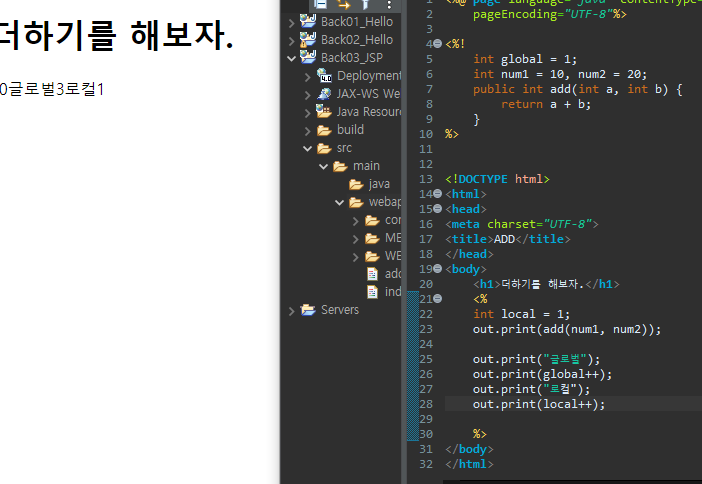 더하기를 해보자.
0글로벌3로컬1
Back01_Hello
Back02_Hello
Back03_JSP
Deployment
JAX-WS We
Java Resour
build
src
main
java
webap
con
ME
WE
add
ind
Servers
1 <%@ page language="java" contentType=
2 pageEncoding="UTF-8"%>
3
4 <%!
5 int global = 1;
6 int num1 = 10, num2 = 20;
7 public int add(int a, int b) {
8 return a + b;
9 }
10 %>
11
12
13 <!DOCTYPE html>
14 <html>
15 <head>
16 <meta charset="UTF-8">
17 <title>ADD</title>
18 </head>
19 <body>
20 <h1>더하기를 해보자.</h1>
21 <%
22 int local = 1;
23 out.print(add(num1, num2));
24
25 out.print("글로벌");
26 out.print(global++);
27 out.print("로컬");
28 out.print(local++);
29
30 %>
31 </body>
32 </html>